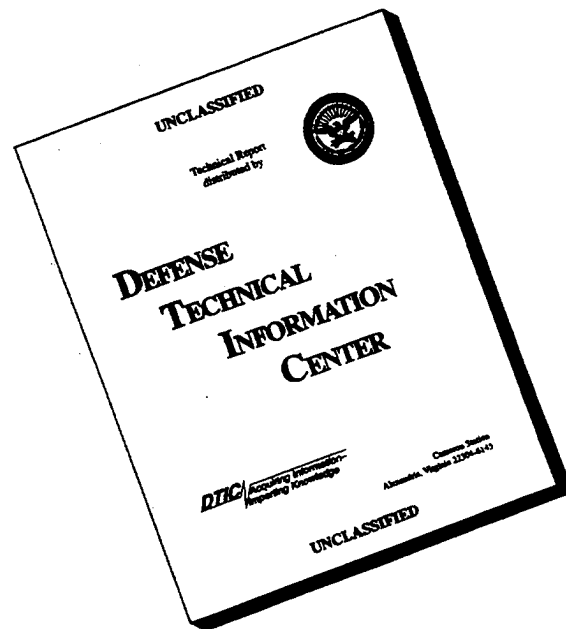 UNCLASSIFIED
Technical Report
distributed by
DEFENSE
TECHNICAL
INFORMATION
CENTER
DTIC
Acquiring Information-
Imparting Knowledge
Cameron Station
Alexandria, Virginia 22304-6145
UNCLASSIFIED